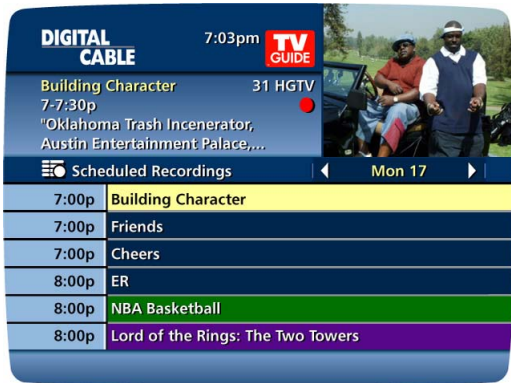 DIGITAL
CABLE
7:03pm
TV
GUIDE
Building Character
31 HGTV
7-7:30p
"Oklahoma Trash Incenerator,
Austin Entertainment Palace,...
Scheduled Recordings
Mon 17
7:00p Building Character
7:00p Friends
7:00p Cheers
8:00p ER
8:00p NBA Basketball
8:00p Lord of the Rings: The Two Towers